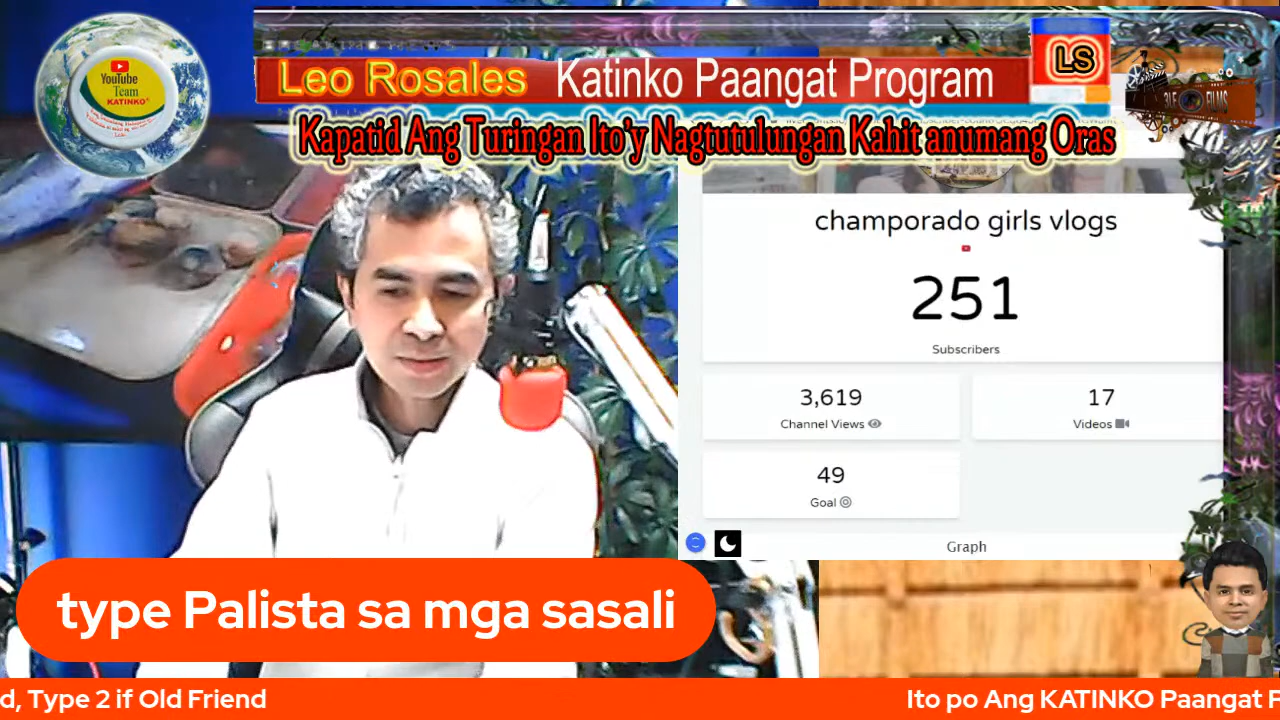 YouTube
Team
KATINKO
Leo Rosales Katinko Paangat Program
LS
3LE FILMS
Kapatid Ang Turingan Ito'y Nagtutulungan Kahit anumang Oras
champorado girls vlogs
251
Subscribers
3,619
Channel Views
17
Videos
49
Goal
Graph
type Palista sa mga sasali
d, Type 2 if Old Friend
Ito po Ang KATINKO Paangat P